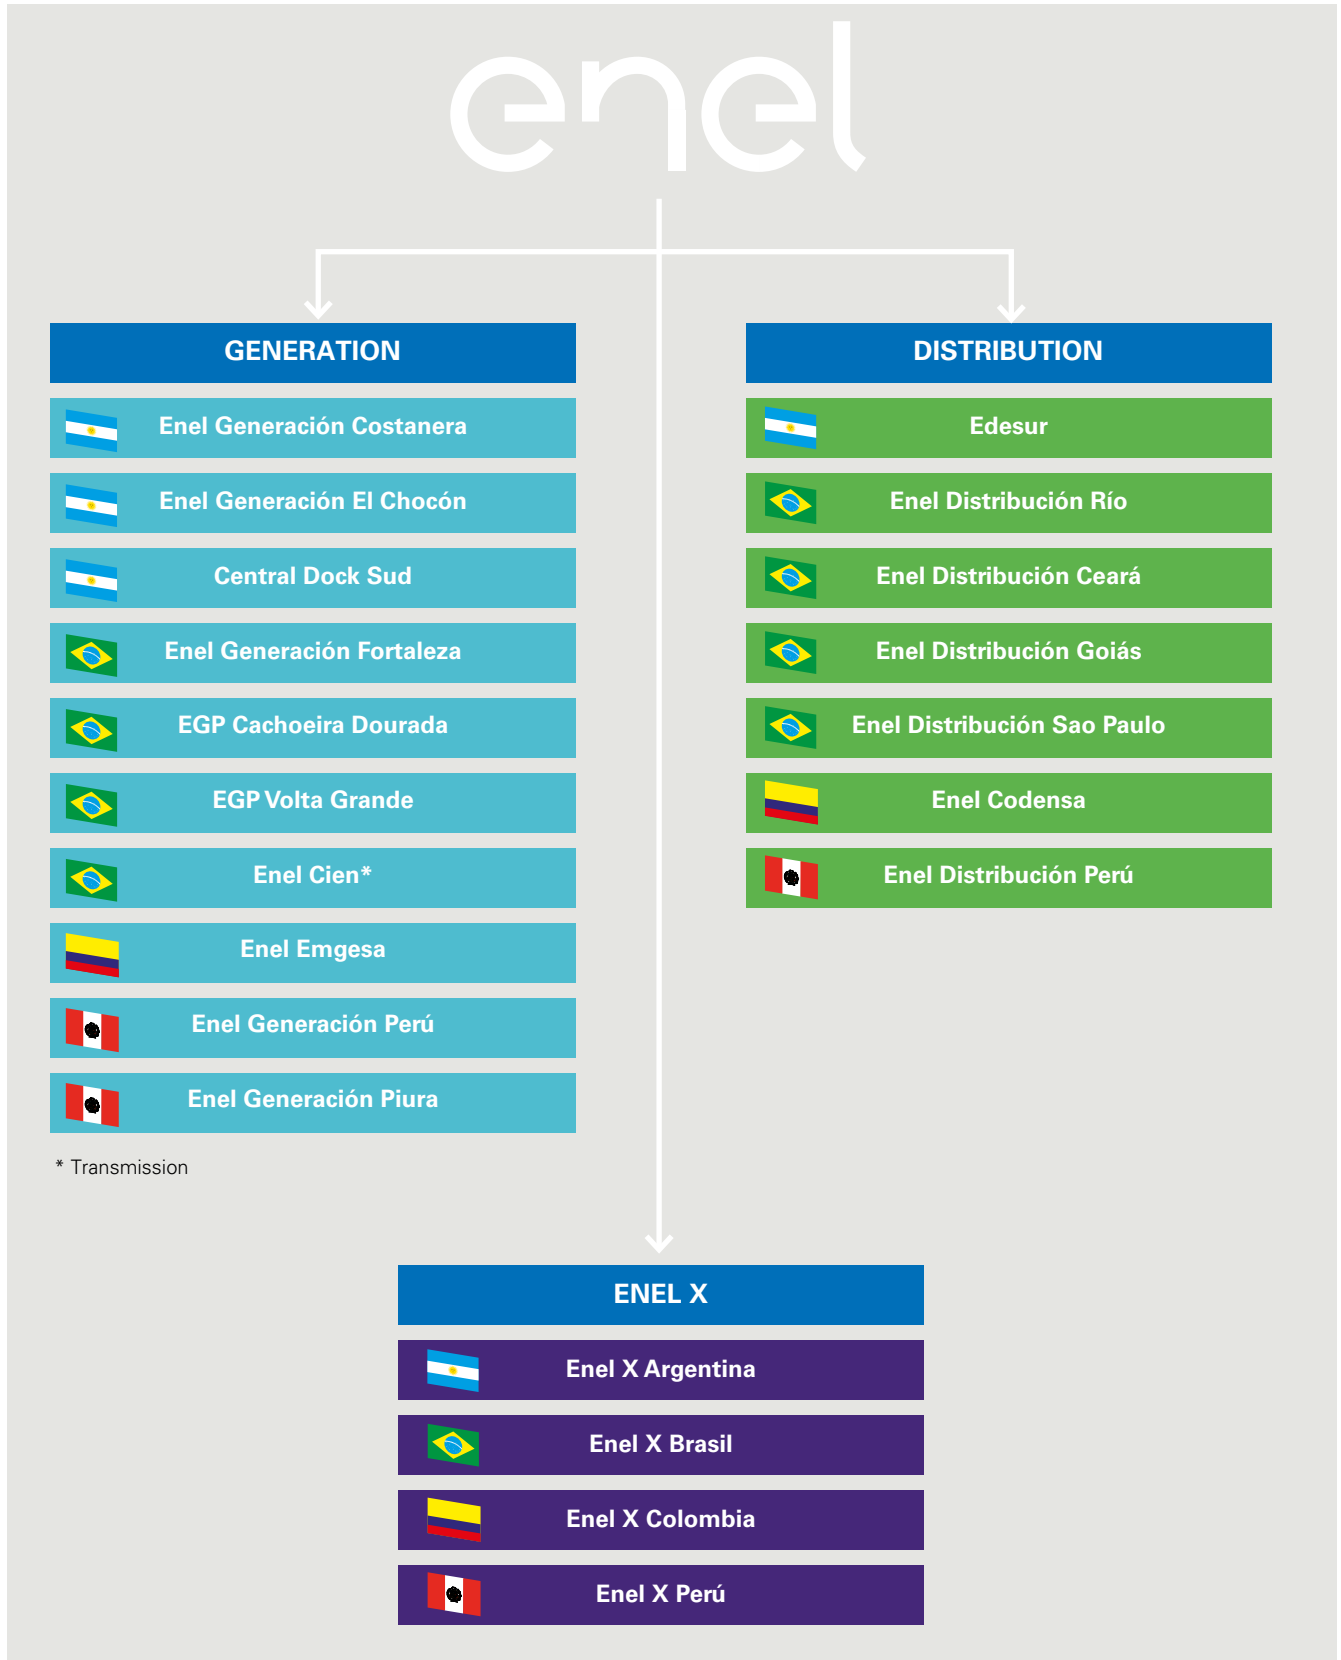 enel
GENERATION
Enel Generación Costanera
Enel Generación El Chocón
Central Dock Sud
Enel Generación Fortaleza
EGP Cachoeira Dourada
EGP Volta Grande
Enel Cien*
Enel Emgesa
Enel Generación Perú
Enel Generación Piura
* Transmission
DISTRIBUTION
Edesur
Enel Distribución Río
Enel Distribución Ceará
Enel Distribución Goiás
Enel Distribución Sao Paulo
Enel Codensa
Enel Distribución Perú
ENEL X
Enel X Argentina
Enel X Brasil
Enel X Colombia
Enel X Perú